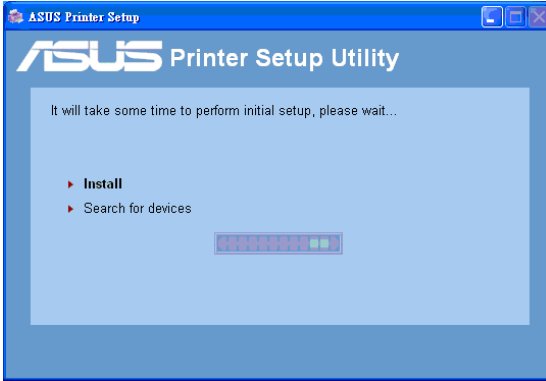 ASUS Printer Setup
ASUS Printer Setup Utility
It will take some time to perform initial setup, please wait...
Install
Search for devices